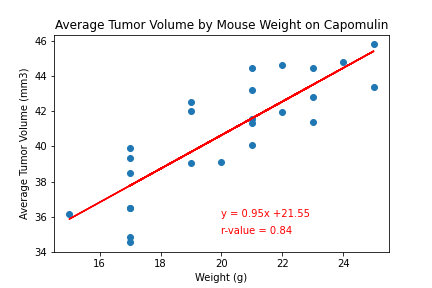 Average Tumor Volume by Mouse Weight on Capomulin
46
44
42
40
38
36
34
Average Tumor Volume (mm3)
y = 0.95x +21.55
r-value = 0.84
16
18
20
22
24
Weight (g)